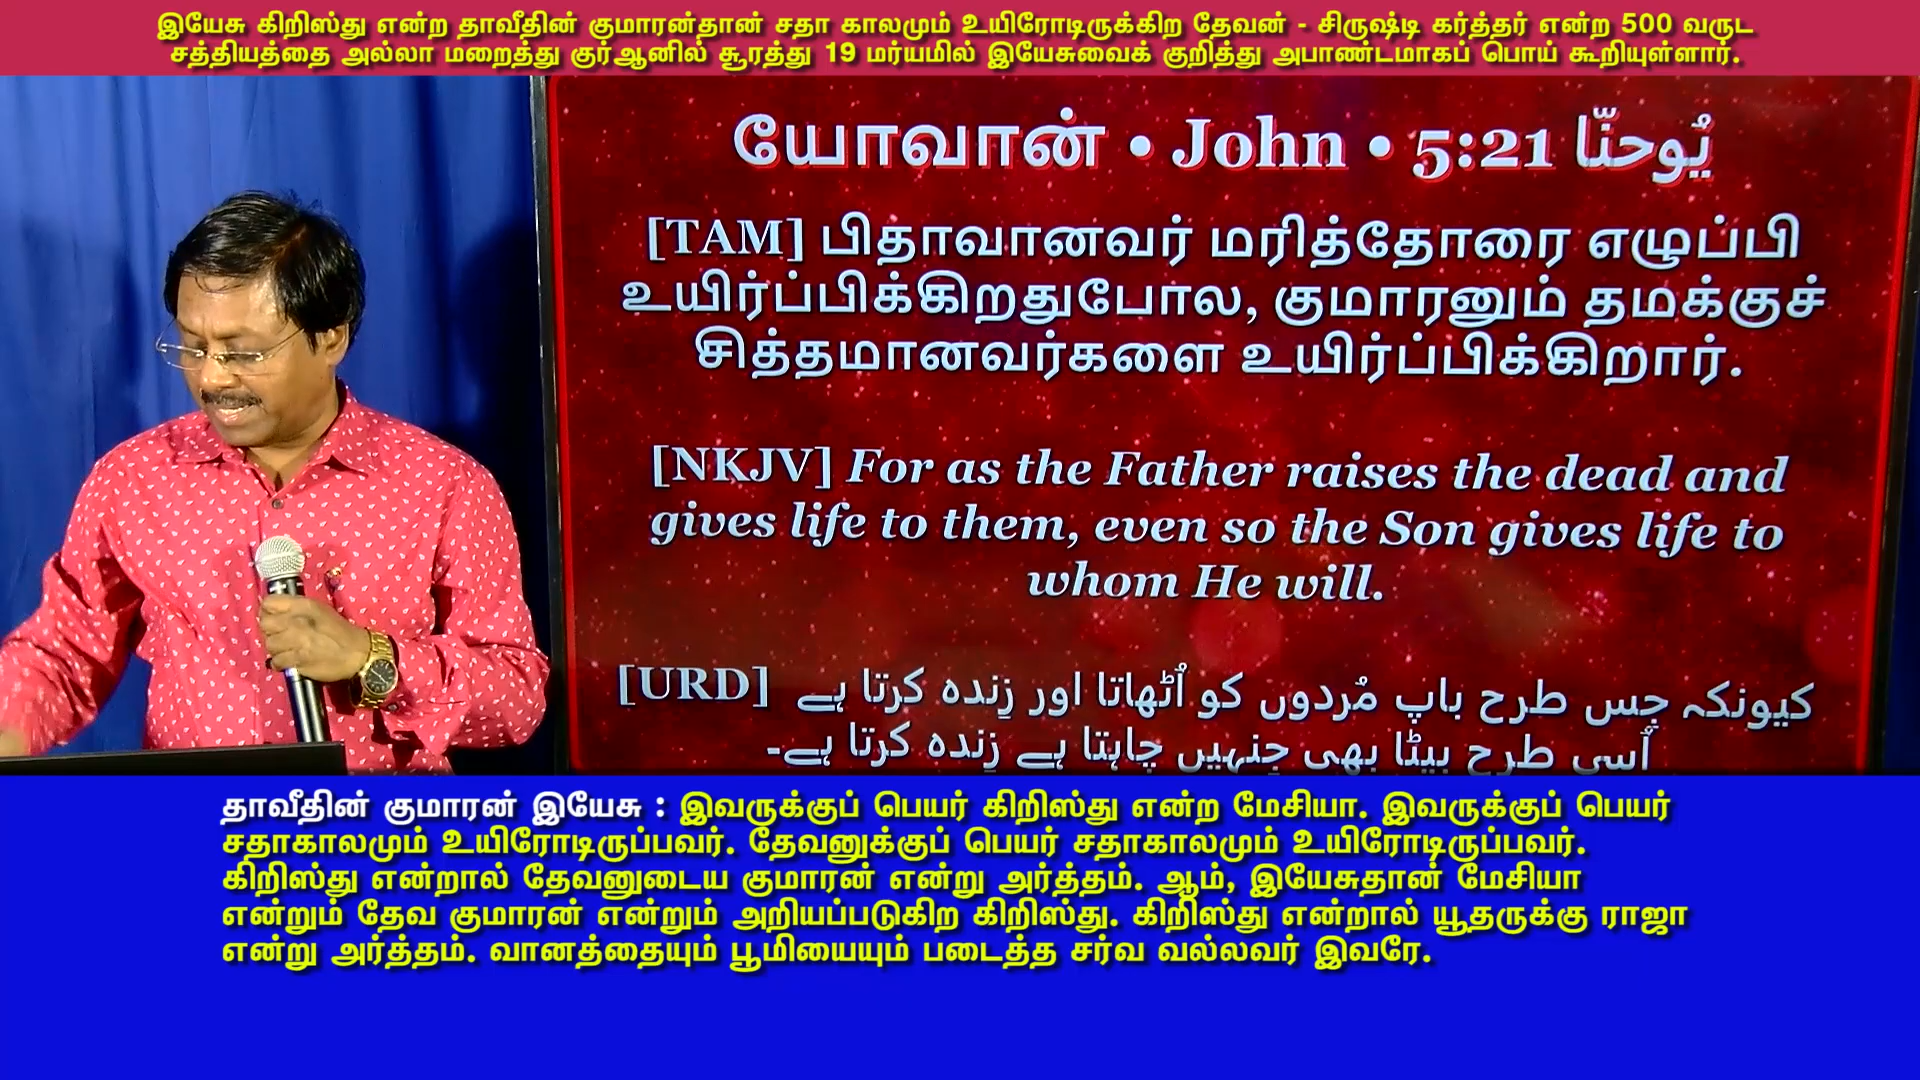 இயேசு கிறிஸ்து என்ற தாவீதின் குமாரன்தான் சதா காலமும் உயிரோடிருக்கிற தேவன் - சிருஷ்டி கர்த்தர் என்ற 500 வருட
சத்தியத்தை அல்லா மறைத்து குர்ஆனில் சூரத்து 19 மர்யமில் இயேசுவைக் குறித்து அபாண்டமாகப் பொய் கூறியுள்ளார்.
யோவான் • John • 5:21 يُوحنّا
[TAM] பிதாவானவர் மரித்தோரை எழுப்பி
உயிர்ப்பிக்கிறதுபோல, குமாரனும் தமக்குச்
சித்தமானவர்களை உயிர்ப்பிக்கிறார்.
[NKJV] For as the Father raises the dead and
gives life to them, even so the Son gives life to
whom He will.
[URD] کیونکہ جِس طرح باپ مُردوں کو اُٹھاتا اور زِندہ کرتا ہے
اُسی طرح بیٹا بھی جِنہیں چاہتا ہے زِندہ کرتا ہے۔
தாவீதின் குமாரன் இயேசு : இவருக்குப் பெயர் கிறிஸ்து என்ற மேசியா. இவருக்குப் பெயர்
சதாகாலமும் உயிரோடிருப்பவர். தேவனுக்குப் பெயர் சதாகாலமும் உயிரோடிருப்பவர்.
கிறிஸ்து என்றால் தேவனுடைய குமாரன் என்று அர்த்தம். ஆம், இயேசுதான் மேசியா
என்றும் தேவ குமாரன் என்றும் அறியப்படுகிற கிறிஸ்து. கிறிஸ்து என்றால் யூதருக்கு ராஜா
என்று அர்த்தம். வானத்தையும் பூமியையும் படைத்த சர்வ வல்லவர் இவரே.